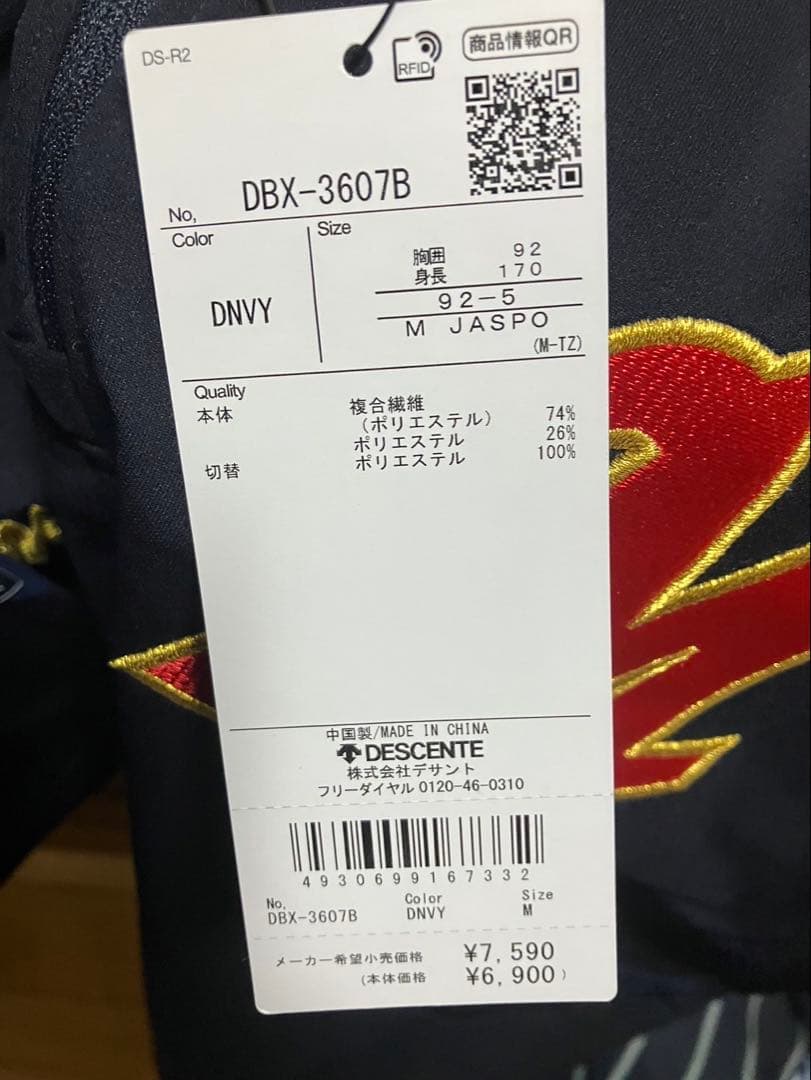 DS-R2
RFID
商品情報QR
No, DBX-3607B
Color
Size
胸囲 92
身長 170
DNVY
92-5
M JASPO
(M-TZ)
Quality
本体 複合繊維
(ポリエステル) 74%
ポリエステル 26%
切替 ポリエステル 100%
中国製/MADE IN CHINA
DESCENTE
株式会社デサント
フリーダイヤル 0120-46-0310
4930699167332
No, Color Size
DBX-3607B DNVY M
メーカー希望小売価格 ¥7,590
(本体価格 ¥6,900)